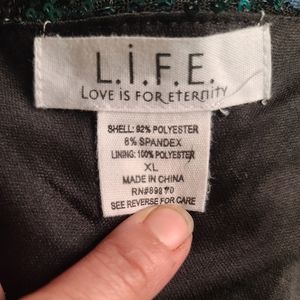 L.i.F.E.
LOVE IS FOR ETERNITY
SHELL: 92% POLYESTER
8% SPANDEX
LINING: 100% POLYESTER
XL
MADE IN CHINA
SEE REVERSE FOR CARE